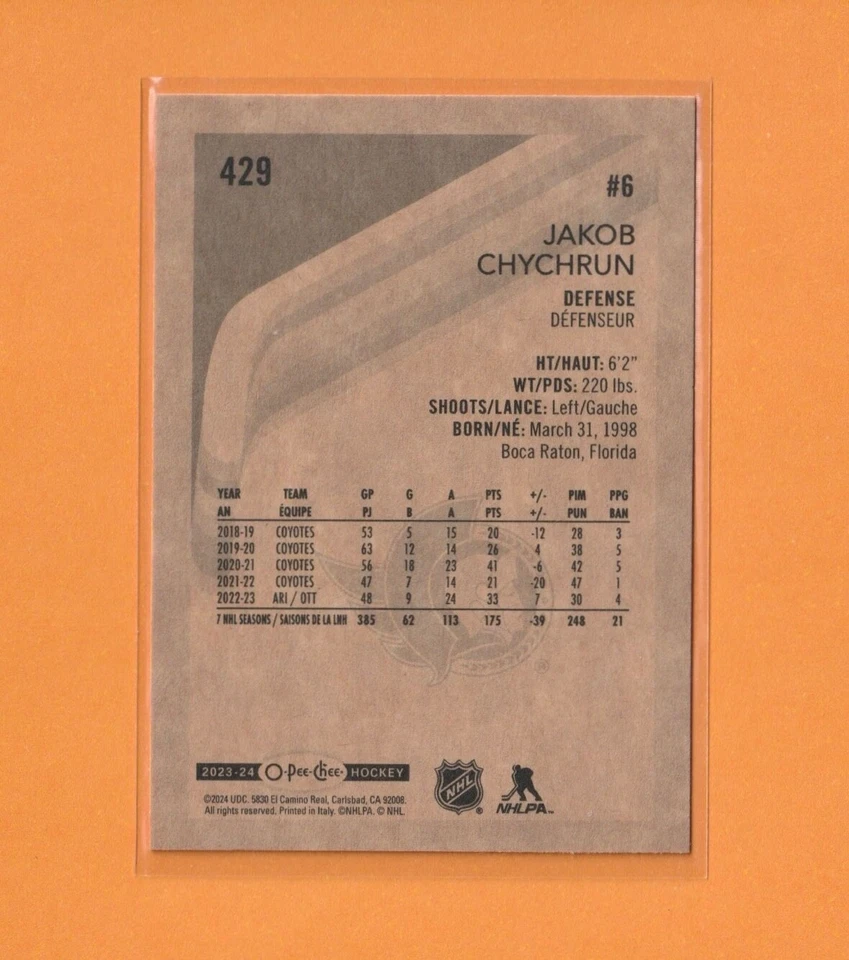 429
#6
JAKOB
CHYCHRUN
DEFENSE
DÉFENSEUR
HT/HAUT: 6'2"
WT/PDS: 220 lbs.
SHOOTS/LANCE: Left/Gauche
BORN/NÉ: March 31, 1998
Boca Raton, Florida
YEAR TEAM GP G A PTS +/- PIM PPG
AN ÉQUIPE PJ B A PTS +/- PUN BAN
2018-19 COYOTES 53 5 15 20 -12 28 3
2019-20 COYOTES 63 12 14 26 4 38 5
2020-21 COYOTES 56 18 23 41 -6 42 5
2021-22 COYOTES 47 7 14 21 -20 47 1
2022-23 ARI / OTT 48 9 24 33 7 30 4
7 NHL SEASONS / SAISONS DE LA LNH 385 62 113 175 -39 248 21
®
2023-24 O-Pee-Chee HOCKEY
NHL ®
NHLPA™
©2024 UDC. 5830 El Camino Real, Carlsbad, CA 92008.
All rights reserved. Printed in Italy. ©NHLPA. © NHL.